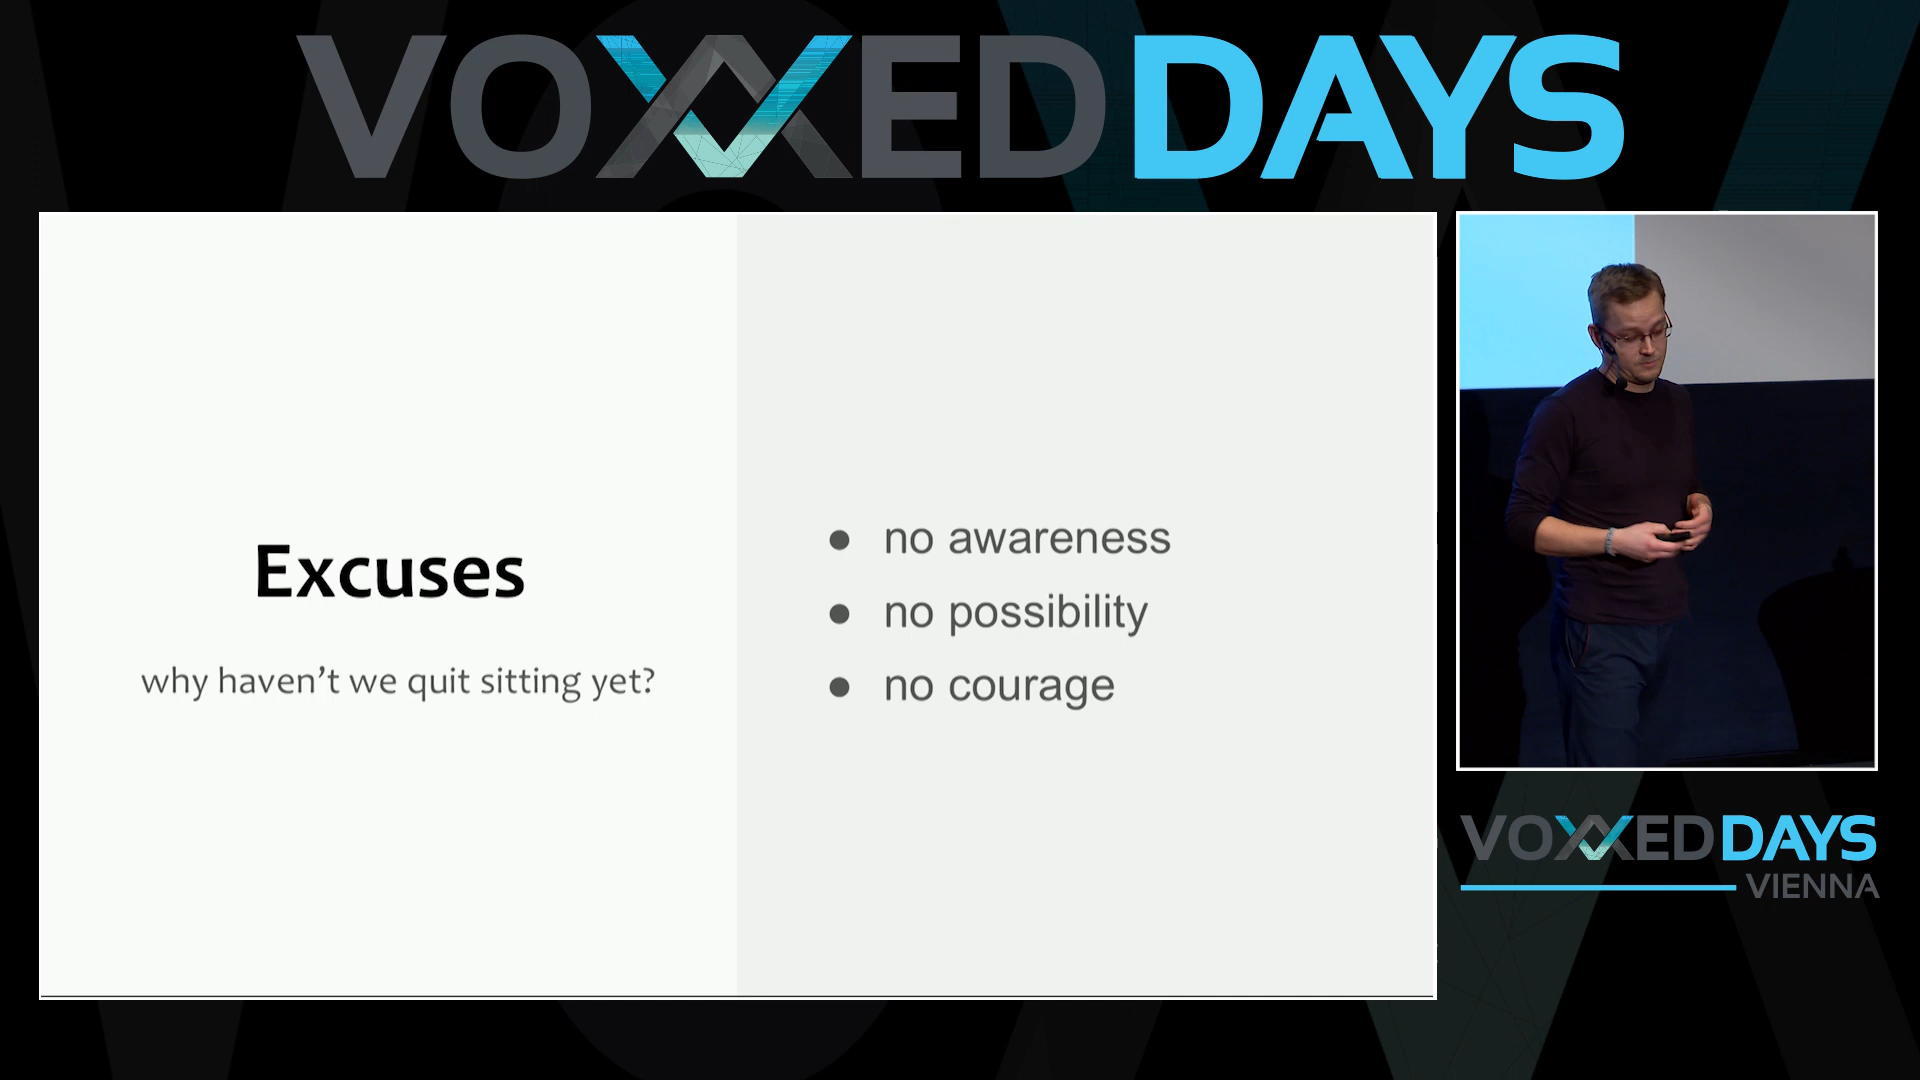 VOXXED DAYS
Excuses
why haven't we quit sitting yet?
● no awareness
● no possibility
● no courage
VOXXED DAYS
VIENNA